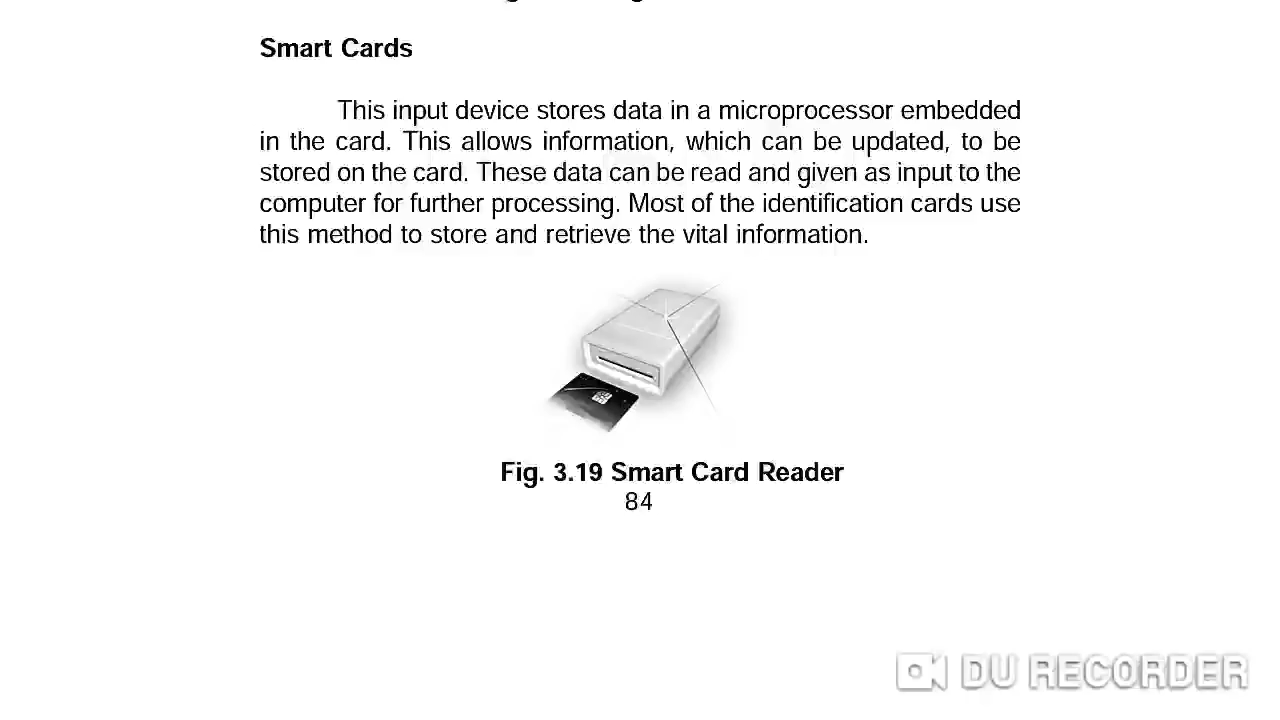 Smart Cards
This input device stores data in a microprocessor embedded
in the card. This allows information, which can be updated, to be
stored on the card. These data can be read and given as input to the
computer for further processing. Most of the identification cards use
this method to store and retrieve the vital information.
Fig. 3.19 Smart Card Reader
84
DU RECORDER